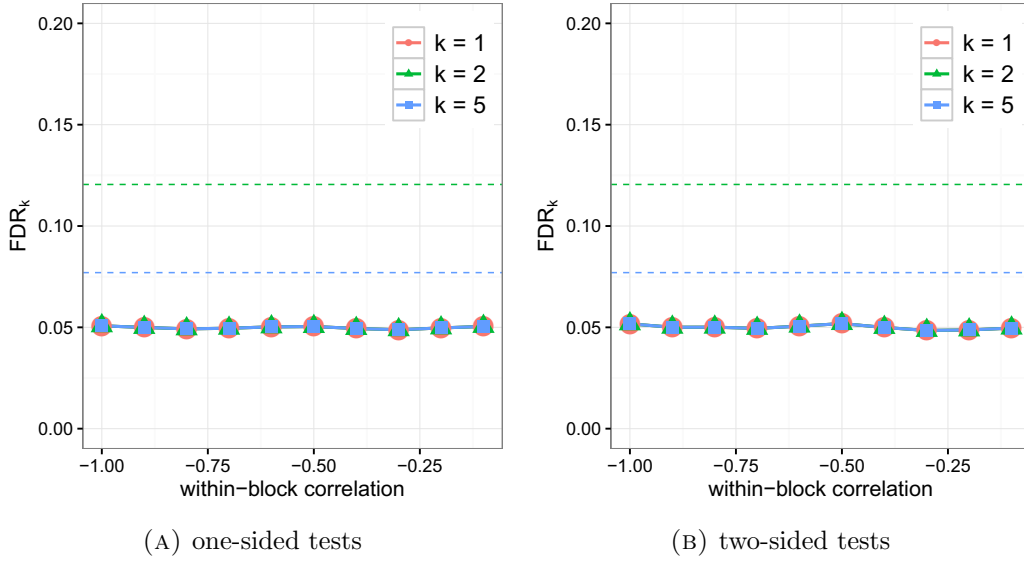 0.20
0.15
0.10
0.05
0.00
FDRk
k = 1
k = 2
k = 5
−1.00 −0.75 −0.50 −0.25
within−block correlation
(A) one-sided tests
0.20
0.15
0.10
0.05
0.00
FDRk
k = 1
k = 2
k = 5
−1.00 −0.75 −0.50 −0.25
within−block correlation
(B) two-sided tests